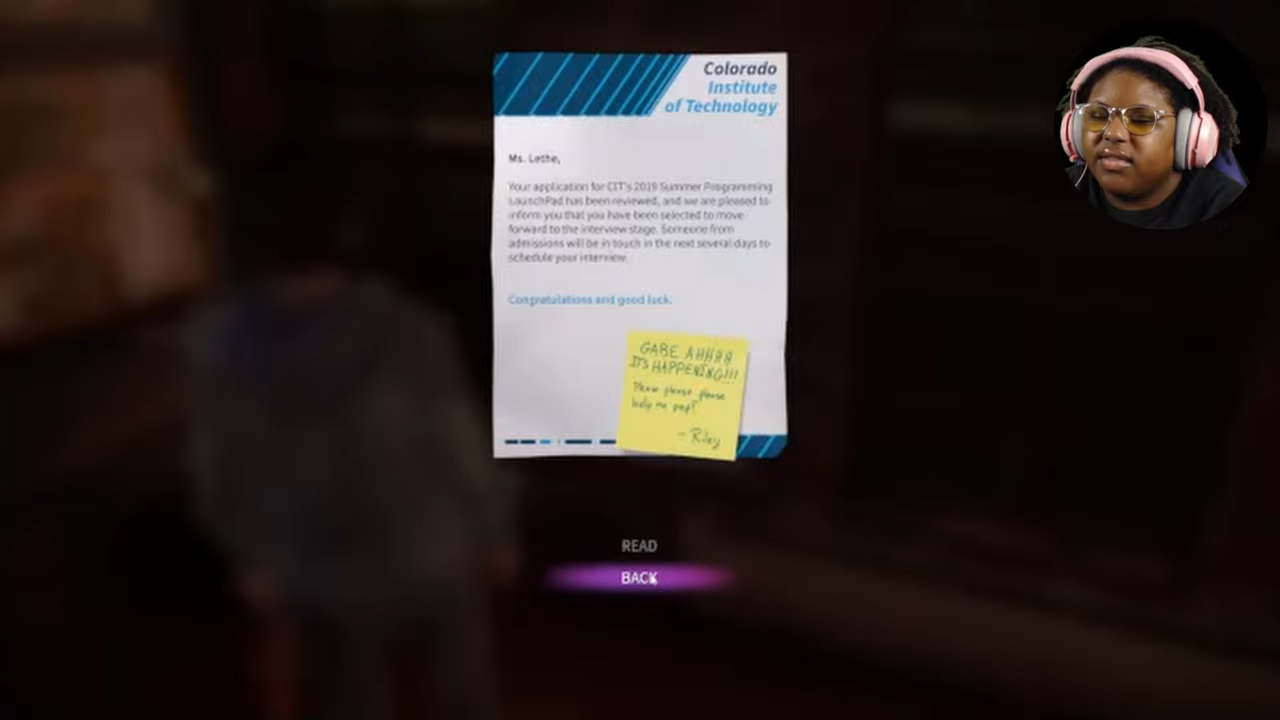 Colorado
Institute
of Technology
Ms. Lethe,
Your application for CIT's 2019 Summer Programming
LaunchPad has been reviewed, and we are pleased to
inform you that you have been selected to move
forward to the interview stage. Someone from
admissions will be in touch in the next several days to
schedule your interview.
Congratulations and good luck.
GABE AHHHH
IT'S HAPPENING!!!
Please please please
help me prep?
- Riley
READ
BACK